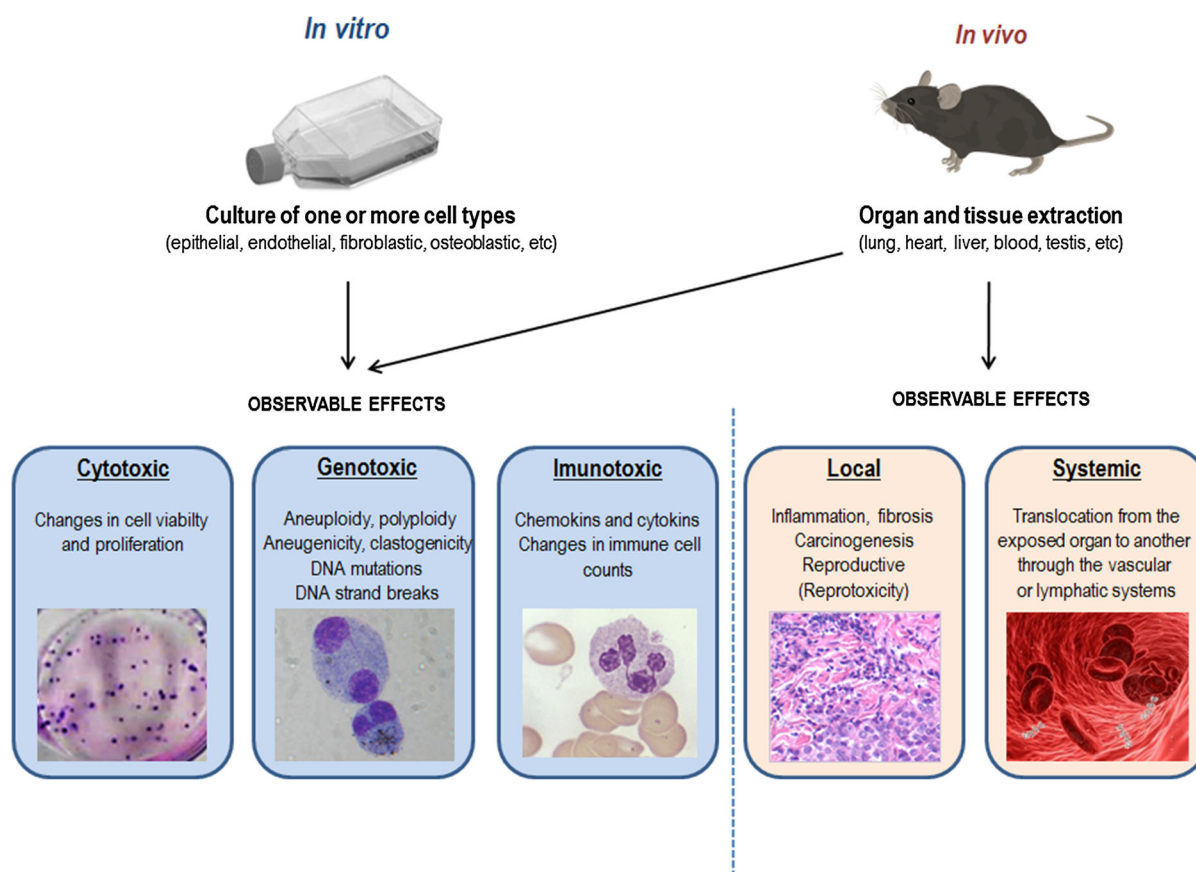 In vitro
In vivo
Culture of one or more cell types
(epithelial, endothelial, fibroblastic, osteoblastic, etc)
Organ and tissue extraction
(lung, heart, liver, blood, testis, etc)
OBSERVABLE EFFECTS
OBSERVABLE EFFECTS
Cytotoxic
Changes in cell viabilty
and proliferation
Genotoxic
Aneuploidy, polyploidy
Aneugenicity, clastogenicity
DNA mutations
DNA strand breaks
Imunotoxic
Chemokins and cytokins
Changes in immune cell
counts
Local
Inflammation, fibrosis
Carcinogenesis
Reproductive
(Reprotoxicity)
Systemic
Translocation from the
exposed organ to another
through the vascular
or lymphatic systems